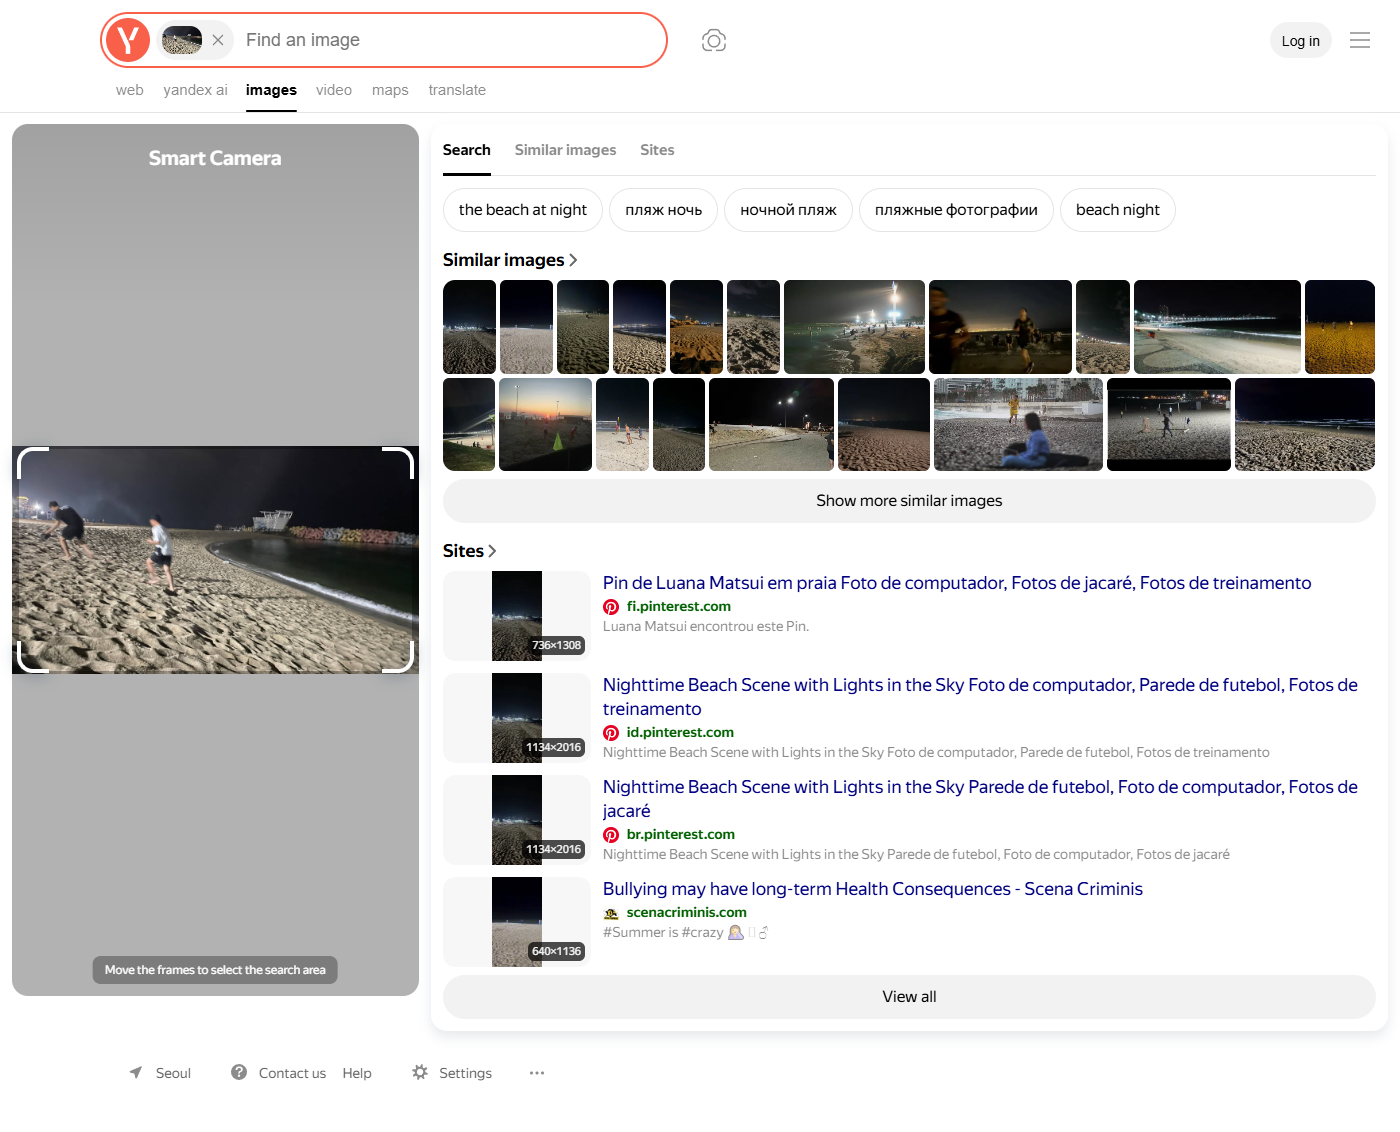 Find an image
Log in
web yandex ai images video maps translate
Smart Camera
Move the frames to select the search area
Search Similar images Sites
the beach at night пляж ночь ночной пляж пляжные фотографии beach night
Similar images
Show more similar images
Sites
736×1308
Pin de Luana Matsui em praia Foto de computador, Fotos de jacaré, Fotos de treinamento
fi.pinterest.com
Luana Matsui encontrou este Pin.
1134×2016
Nighttime Beach Scene with Lights in the Sky Foto de computador, Parede de futebol, Fotos de
treinamento
id.pinterest.com
Nighttime Beach Scene with Lights in the Sky Foto de computador, Parede de futebol, Fotos de treinamento
1134×2016
Nighttime Beach Scene with Lights in the Sky Parede de futebol, Foto de computador, Fotos de
jacaré
br.pinterest.com
Nighttime Beach Scene with Lights in the Sky Parede de futebol, Foto de computador, Fotos de jacaré
640×1136
Bullying may have long-term Health Consequences - Scena Criminis
scenacriminis.com
#Summer is #crazy
View all
Seoul Contact us Help Settings